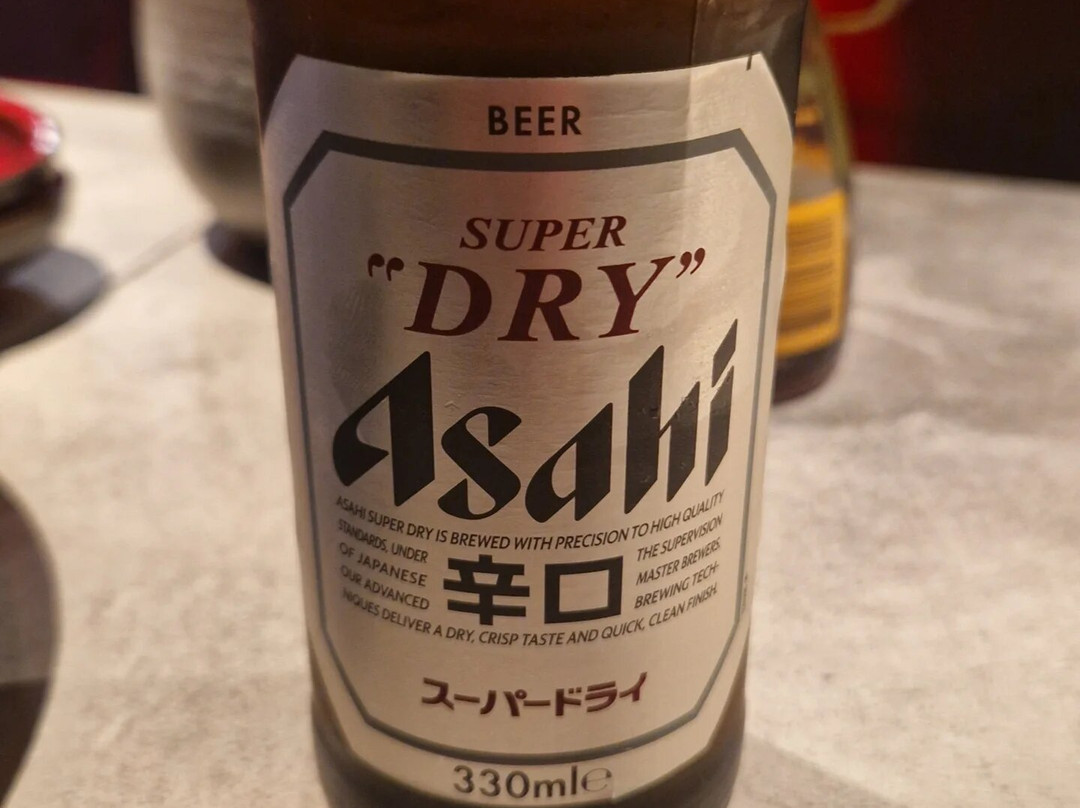 BEER
SUPER
“DRY”
Asahi
ASAHI SUPER DRY IS BREWED WITH PRECISION TO HIGH QUALITY
STANDARDS, UNDER THE SUPERVISION
OF JAPANESE MASTER BREWERS.
OUR ADVANCED BREWING TECH-
NIQUES DELIVER A DRY, CRISP TASTE AND QUICK, CLEAN FINISH.
辛口
スーパードライ
330ml℮